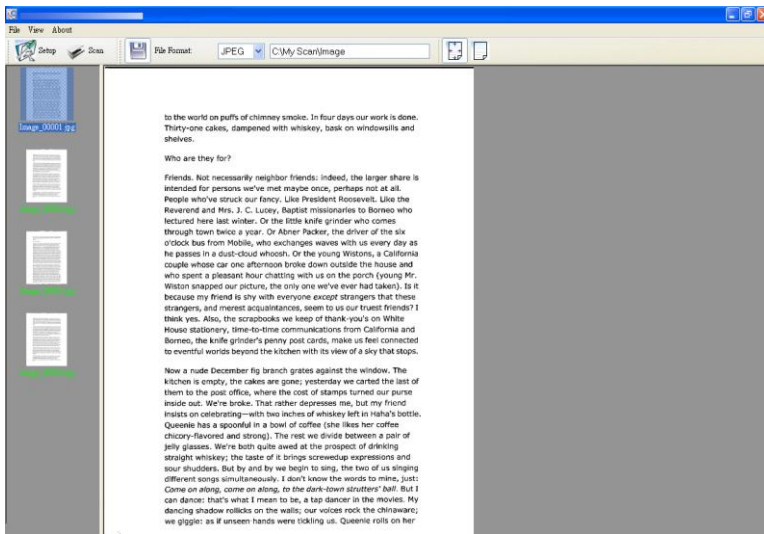 File View About
Setup Scan File Format: JPEG C:\My Scan\Image
Image_00001.jpg
to the world on puffs of chimney smoke. In four days our work is done.
Thirty-one cakes, dampened with whiskey, bask on windowsills and
shelves.
Who are they for?
Friends. Not necessarily neighbor friends: indeed, the larger share is
intended for persons we've met maybe once, perhaps not at all.
People who've struck our fancy. Like President Roosevelt. Like the
Reverend and Mrs. J. C. Lucey, Baptist missionaries to Borneo who
lectured here last winter. Or the little knife grinder who comes
through town twice a year. Or Abner Packer, the driver of the six
o'clock bus from Mobile, who exchanges waves with us every day as
he passes in a dust-cloud whoosh. Or the young Wistons, a California
couple whose car one afternoon broke down outside the house and
who spent a pleasant hour chatting with us on the porch (young Mr.
Wiston snapped our picture, the only one we've ever had taken). Is it
because my friend is shy with everyone except strangers that these
strangers, and merest acquaintances, seem to us our truest friends? I
think yes. Also, the scrapbooks we keep of thank-you's on White
House stationery, time-to-time communications from California and
Borneo, the knife grinder's penny post cards, make us feel connected
to eventful worlds beyond the kitchen with its view of a sky that stops.
Now a nude December fig branch grates against the window. The
kitchen is empty, the cakes are gone; yesterday we carted the last of
them to the post office, where the cost of stamps turned our purse
inside out. We're broke. That rather depresses me, but my friend
insists on celebrating—with two inches of whiskey left in Haha's bottle.
Queenie has a spoonful in a bowl of coffee (she likes her coffee
chicory-flavored and strong). The rest we divide between a pair of
jelly glasses. We're both quite awed at the prospect of drinking
straight whiskey; the taste of it brings screwedup expressions and
sour shudders. But by and by we begin to sing, the two of us singing
different songs simultaneously. I don't know the words to mine, just:
Come on along, come on along, to the dark-town strutters' ball. But I
can dance: that's what I mean to be, a tap dancer in the movies. My
dancing shadow rollicks on the walls; our voices rock the chinaware;
we giggle: as if unseen hands were tickling us. Queenie rolls on her